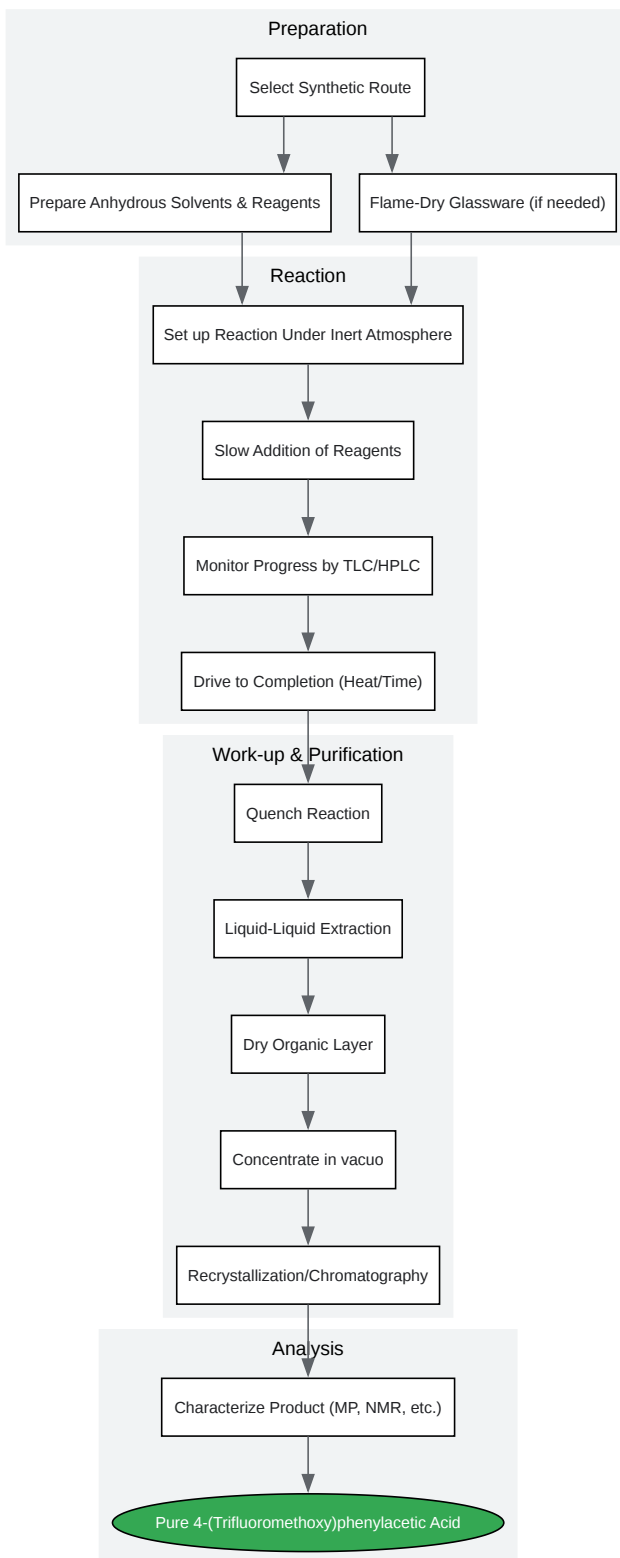 Preparation
Select Synthetic Route
Prepare Anhydrous Solvents & Reagents
Flame-Dry Glassware (if needed)
Reaction
Set up Reaction Under Inert Atmosphere
Slow Addition of Reagents
Monitor Progress by TLC/HPLC
Drive to Completion (Heat/Time)
Work-up & Purification
Quench Reaction
Liquid-Liquid Extraction
Dry Organic Layer
Concentrate in vacuo
Recrystallization/Chromatography
Analysis
Characterize Product (MP, NMR, etc.)
Pure 4-(Trifluoromethoxy)phenylacetic Acid